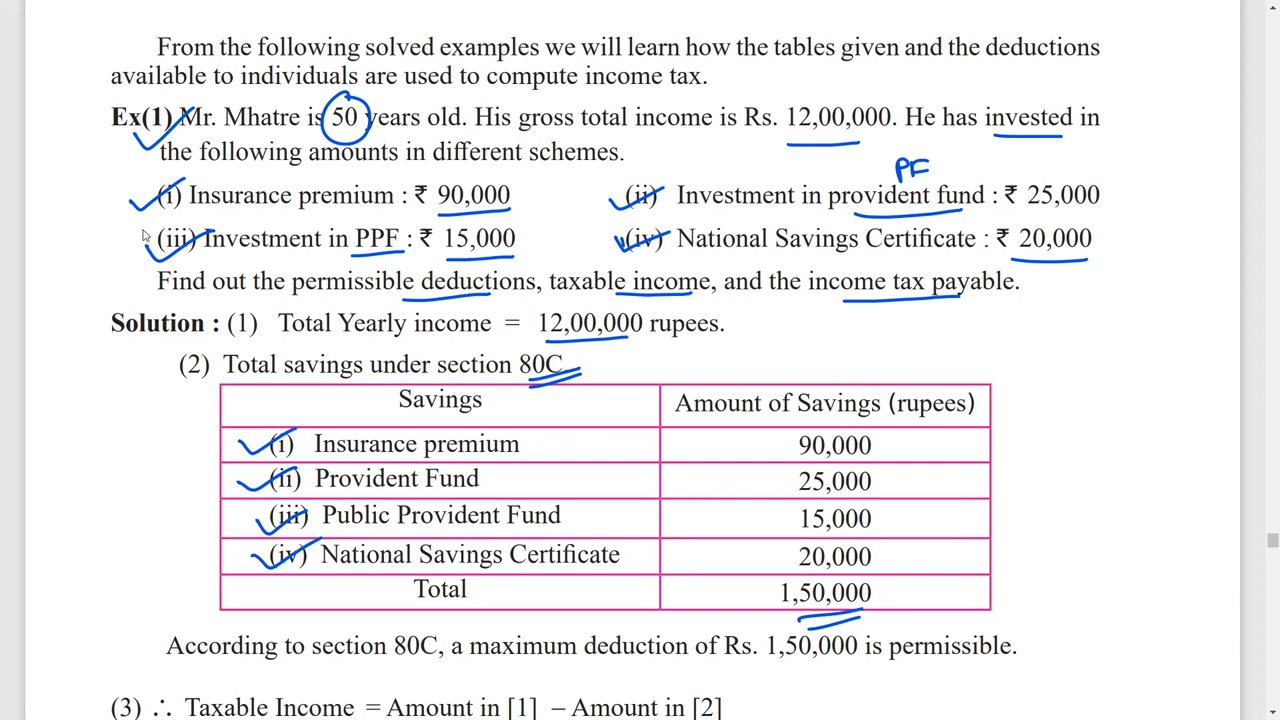 From the following solved examples we will learn how the tables given and the deductions
available to individuals are used to compute income tax.
Ex(1) Mr. Mhatre is 50 years old. His gross total income is Rs. 12,00,000. He has invested in
the following amounts in different schemes.
PF
(i) Insurance premium : ₹ 90,000 (ii) Investment in provident fund : ₹ 25,000
(iii) Investment in PPF : ₹ 15,000 (iv) National Savings Certificate : ₹ 20,000
Find out the permissible deductions, taxable income, and the income tax payable.
Solution : (1) Total Yearly income = 12,00,000 rupees.
(2) Total savings under section 80C
Savings Amount of Savings (rupees)
(i) Insurance premium 90,000
(ii) Provident Fund 25,000
(iii) Public Provident Fund 15,000
(iv) National Savings Certificate 20,000
Total 1,50,000
According to section 80C, a maximum deduction of Rs. 1,50,000 is permissible.
(3) ∴ Taxable Income = Amount in [1] – Amount in [2]